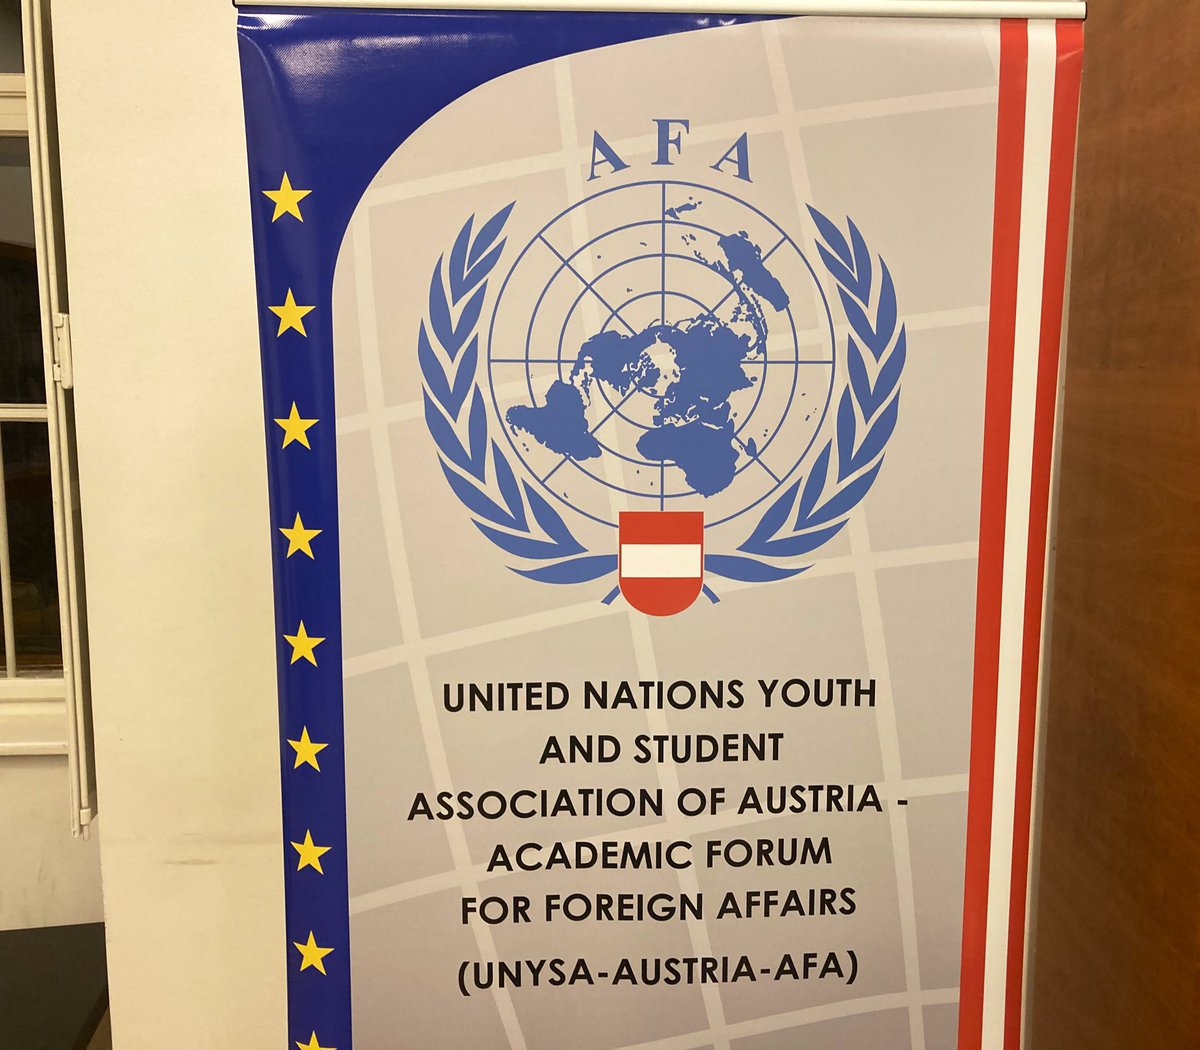 AFA
UNITED NATIONS YOUTH
AND STUDENT
ASSOCIATION OF AUSTRIA -
ACADEMIC FORUM
FOR FOREIGN AFFAIRS
(UNYSA-AUSTRIA-AFA)